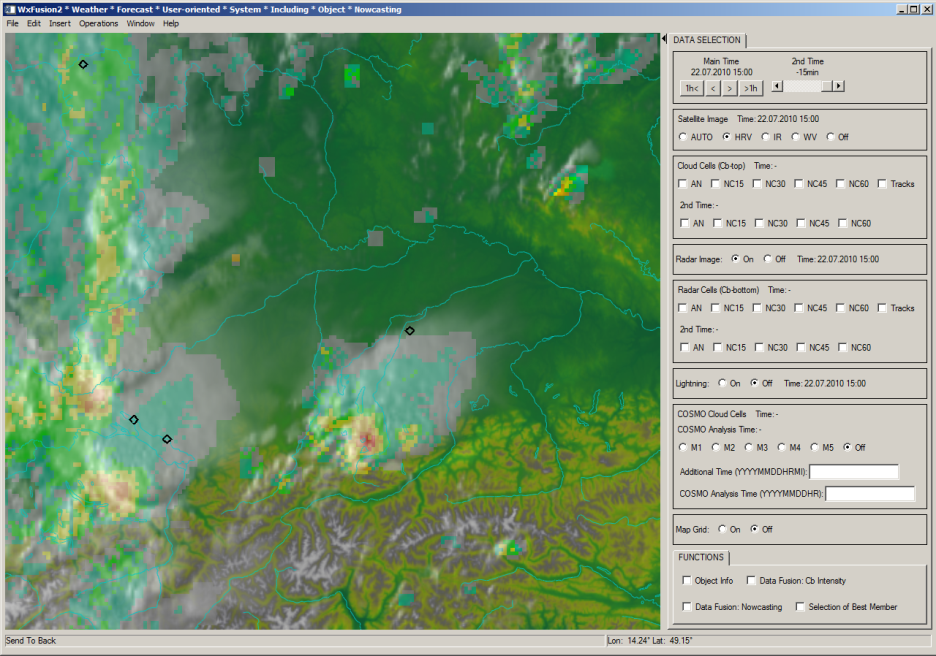 WxFusion2 * Weather * Forecast * User-oriented * System * Including * Object * Nowcasting
File Edit Insert Operations Window Help
DATA SELECTION
Main Time 2nd Time
22.07.2010 15:00 -15min
1h< < > >1h
Satellite Image Time: 22.07.2010 15:00
AUTO HRV IR WV Off
Cloud Cells (Cb-top) Time: -
AN NC15 NC30 NC45 NC60 Tracks
2nd Time: -
AN NC15 NC30 NC45 NC60
Radar Image: On Off Time: 22.07.2010 15:00
Radar Cells (Cb-bottom) Time: -
AN NC15 NC30 NC45 NC60 Tracks
2nd Time: -
AN NC15 NC30 NC45 NC60
Lightning: On Off Time: 22.07.2010 15:00
COSMO Cloud Cells Time: -
COSMO Analysis Time: -
M1 M2 M3 M4 M5 Off
Additional Time (YYYYMMDDHRMI):
COSMO Analysis Time (YYYYMMDDHR):
Map Grid: On Off
FUNCTIONS
Object Info Data Fusion: Cb Intensity
Data Fusion: Nowcasting Selection of Best Member
Send To Back Lon: 14.24° Lat: 49.15°